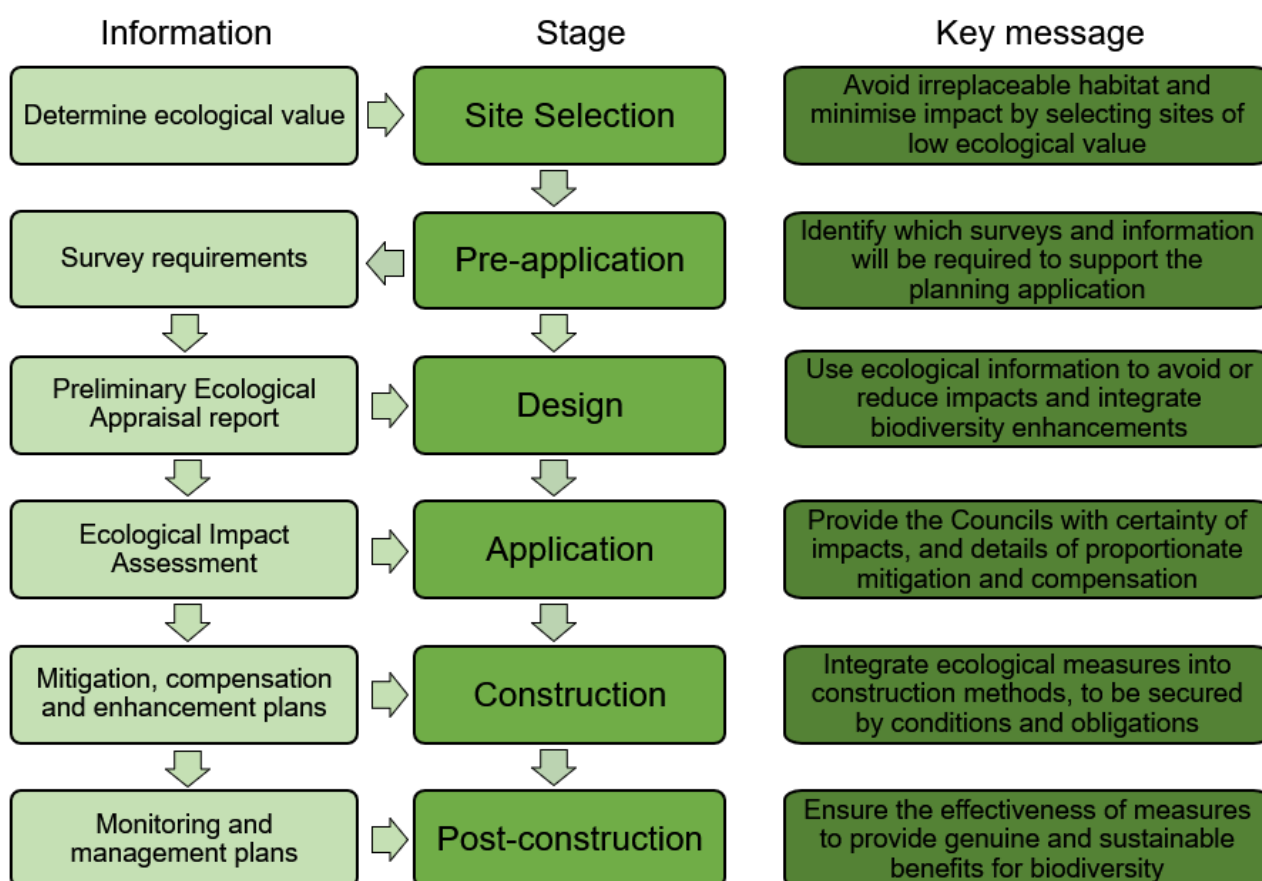 Information
Stage
Key message
Determine ecological value
Site Selection
Avoid irreplaceable habitat and
minimise impact by selecting sites of
low ecological value
Survey requirements
Pre-application
Identify which surveys and information
will be required to support the
planning application
Preliminary Ecological
Appraisal report
Design
Use ecological information to avoid or
reduce impacts and integrate
biodiversity enhancements
Ecological Impact
Assessment
Application
Provide the Councils with certainty of
impacts, and details of proportionate
mitigation and compensation
Mitigation, compensation
and enhancement plans
Construction
Integrate ecological measures into
construction methods, to be secured
by conditions and obligations
Monitoring and
management plans
Post-construction
Ensure the effectiveness of measures
to provide genuine and sustainable
benefits for biodiversity